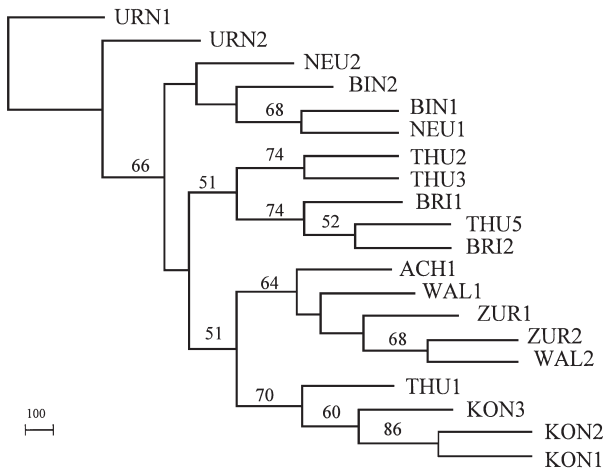 URN1
URN2
NEU2
BIN2
68
BIN1
NEU1
66
74
THU2
THU3
51
74
BRI1
52
THU5
BRI2
64
ACH1
WAL1
ZUR1
51
68
ZUR2
WAL2
70
THU1
60
KON3
86
KON2
KON1
100